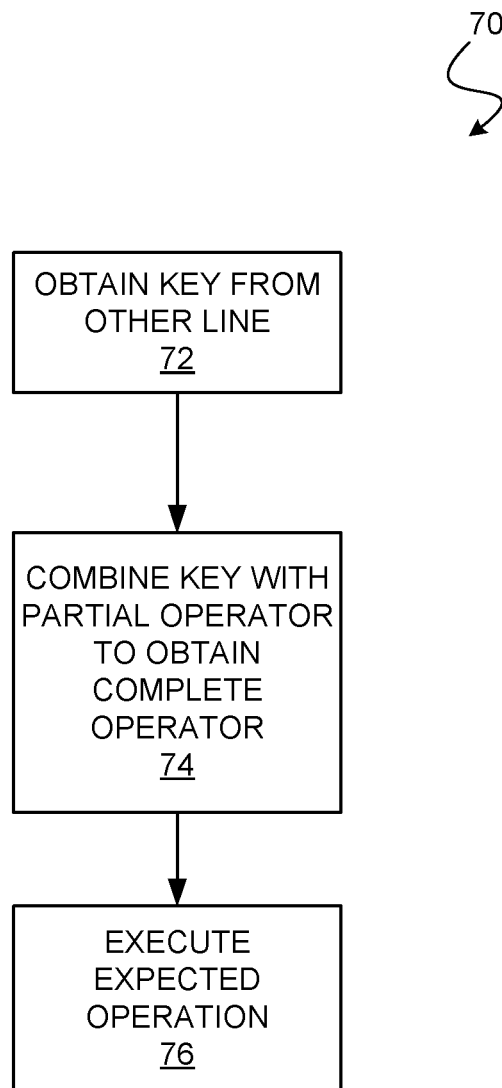 70
OBTAIN KEY FROM
OTHER LINE
72
COMBINE KEY WITH
PARTIAL OPERATOR
TO OBTAIN
COMPLETE
OPERATOR
74
EXECUTE
EXPECTED
OPERATION
76